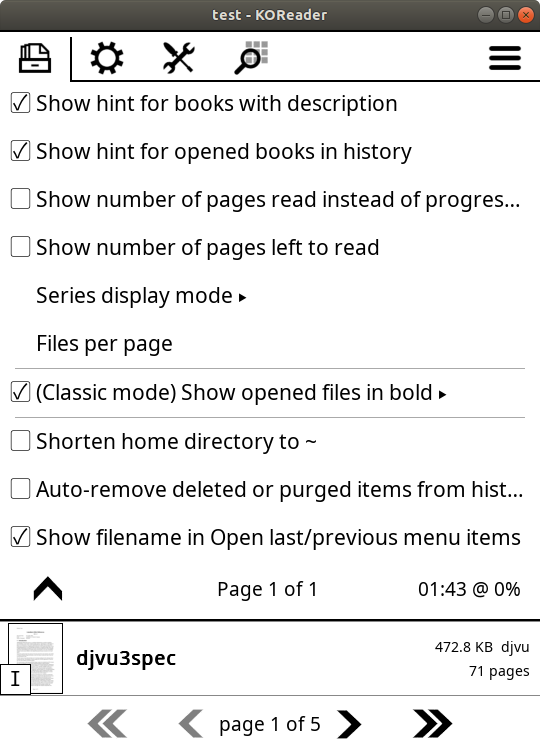 test - KOReader
Show hint for books with description
Show hint for opened books in history
Show number of pages read instead of progres...
Show number of pages left to read
Series display mode ▸
Files per page
(Classic mode) Show opened files in bold ▸
Shorten home directory to ~
Auto-remove deleted or purged items from hist...
Show filename in Open last/previous menu items
Page 1 of 1 01:43 @ 0%
djvu3spec 472.8 KB djvu
71 pages
I
page 1 of 5